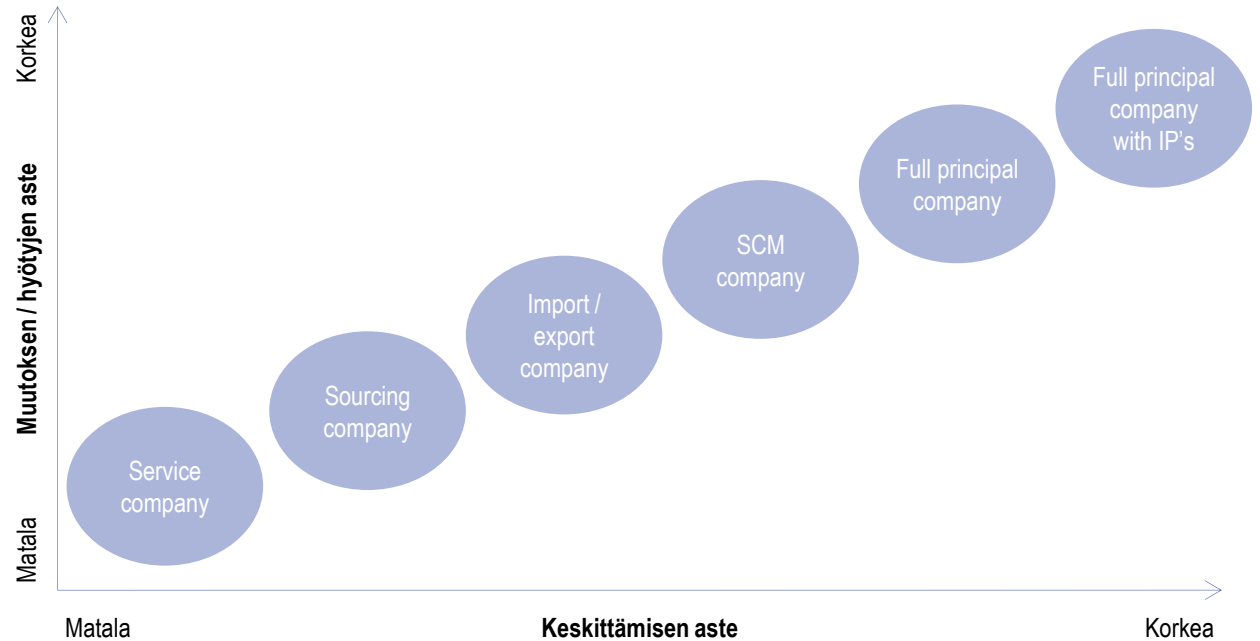 Korkea
Muutoksen / hyötyjen aste
Matala
Full principal
company
with IP's
Full principal
company
SCM
company
Import /
export
company
Sourcing
company
Service
company
Matala
Keskittämisen aste
Korkea